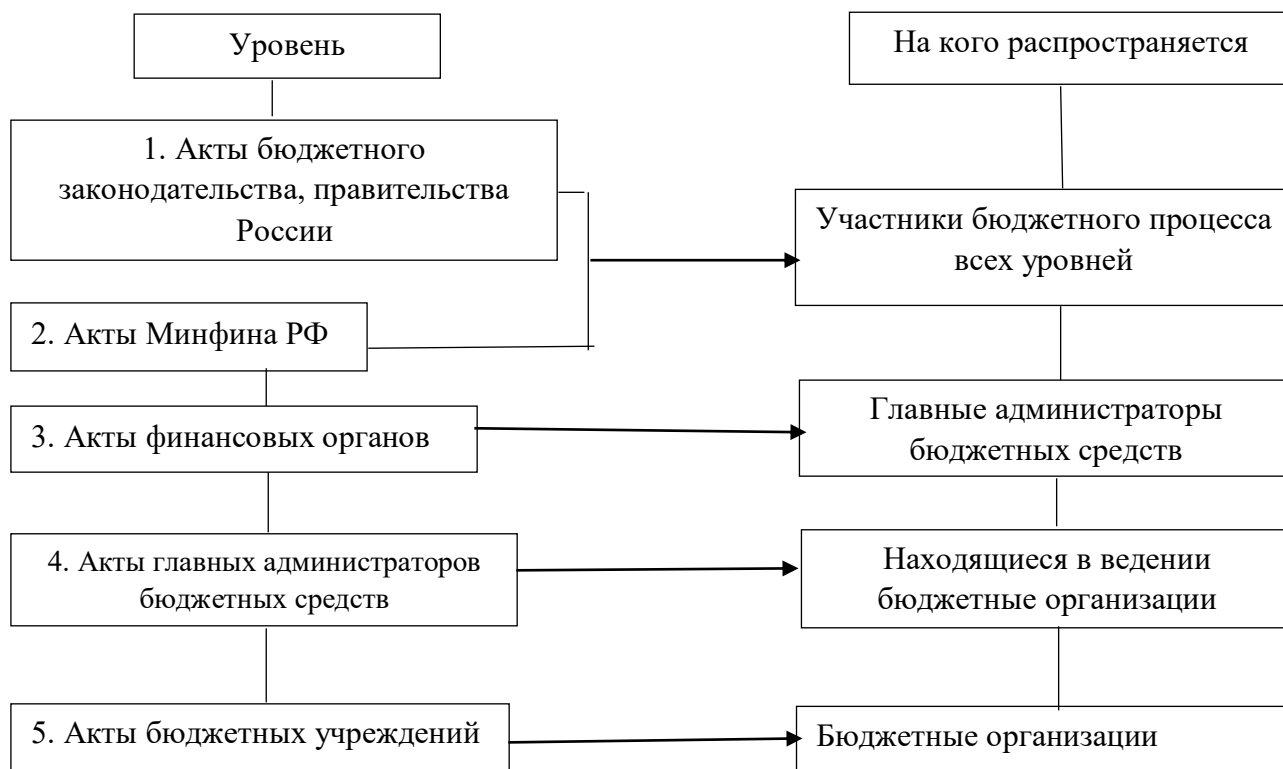 Уровень
На кого распространяется
1. Акты бюджетного
законодательства, правительства
России
Участники бюджетного процесса
всех уровней
2. Акты Минфина РФ
3. Акты финансовых органов
Главные администраторы
бюджетных средств
4. Акты главных администраторов
бюджетных средств
Находящиеся в ведении
бюджетные организации
5. Акты бюджетных учреждений
Бюджетные организации